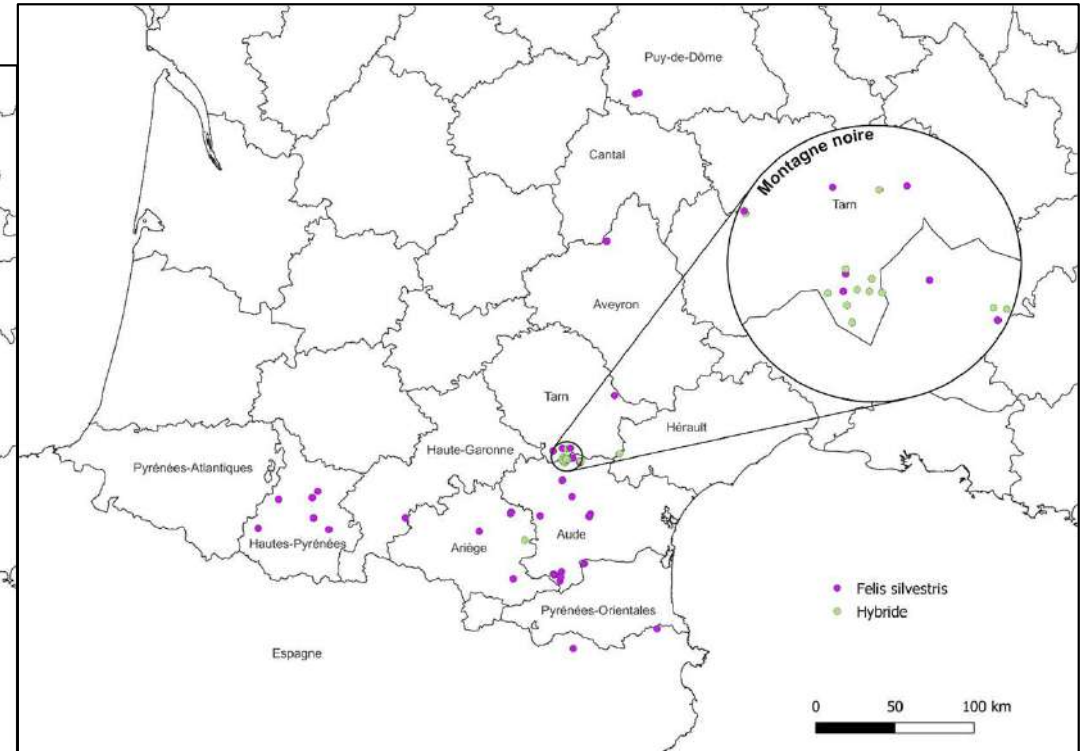 Puy-de-Dôme
Cantal
Montagne noire
Tarn
Aveyron
Tarn
Hérault
Haute-Garonne
Pyrénées-Atlantiques
Aude
Hautes-Pyrénées
Ariège
Felis silvestris
Hybride
Pyrénées-Orientales
Espagne
0 50 100 km